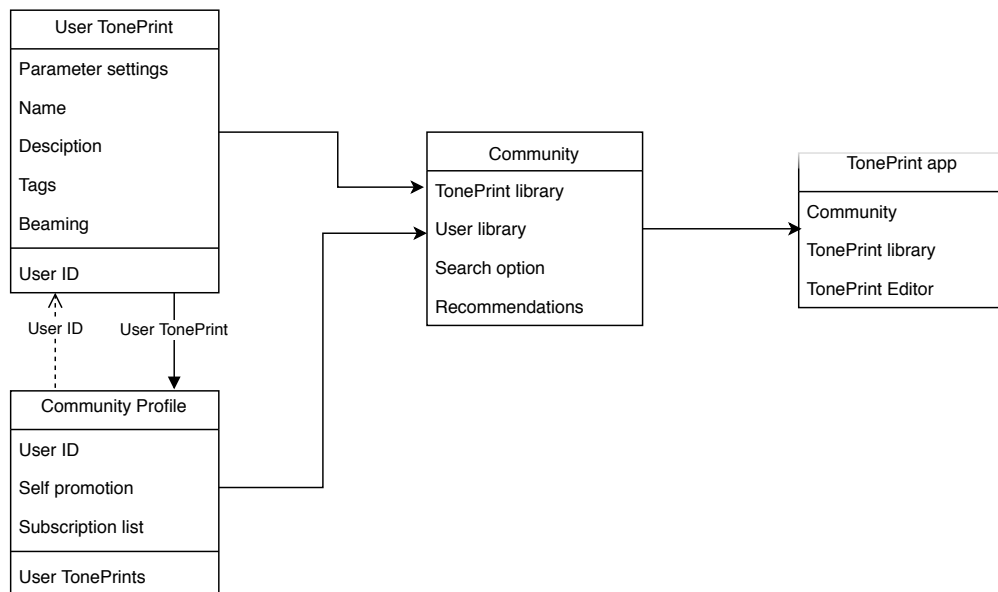 User TonePrint
Parameter settings
Name
Desciption
Tags
Beaming
User ID
User ID
User TonePrint
Community Profile
User ID
Self promotion
Subscription list
User TonePrints
Community
TonePrint library
User library
Search option
Recommendations
TonePrint app
Community
TonePrint library
TonePrint Editor